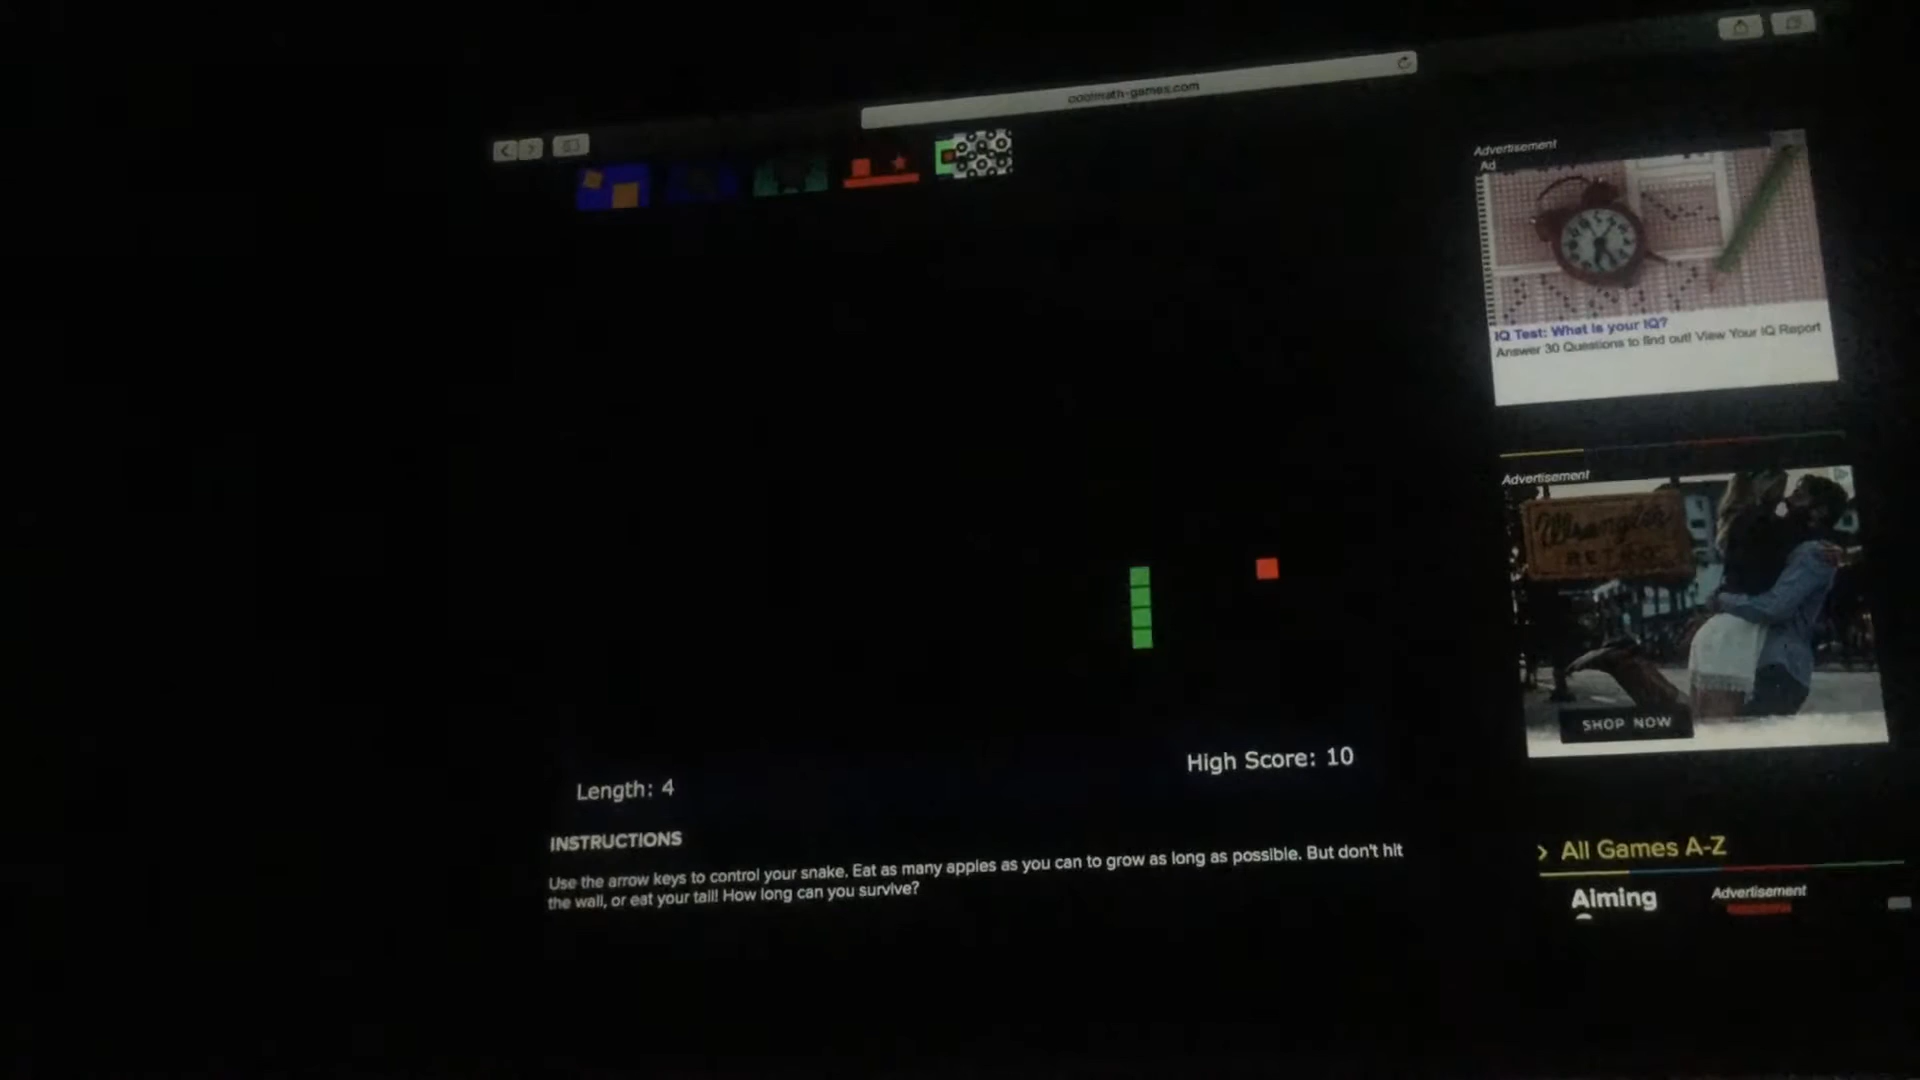 coolmath-games.com
Advertisement
Ad
IQ Test: What is your IQ?
Answer 30 Questions to find out! View Your IQ Report
Advertisement
Wrangler
RETRO
SHOP NOW
High Score: 10
Length: 4
INSTRUCTIONS
Use the arrow keys to control your snake. Eat as many apples as you can to grow as long as possible. But don't hit
the wall, or eat your tail! How long can you survive?
> All Games A-Z
Aiming
Advertisement